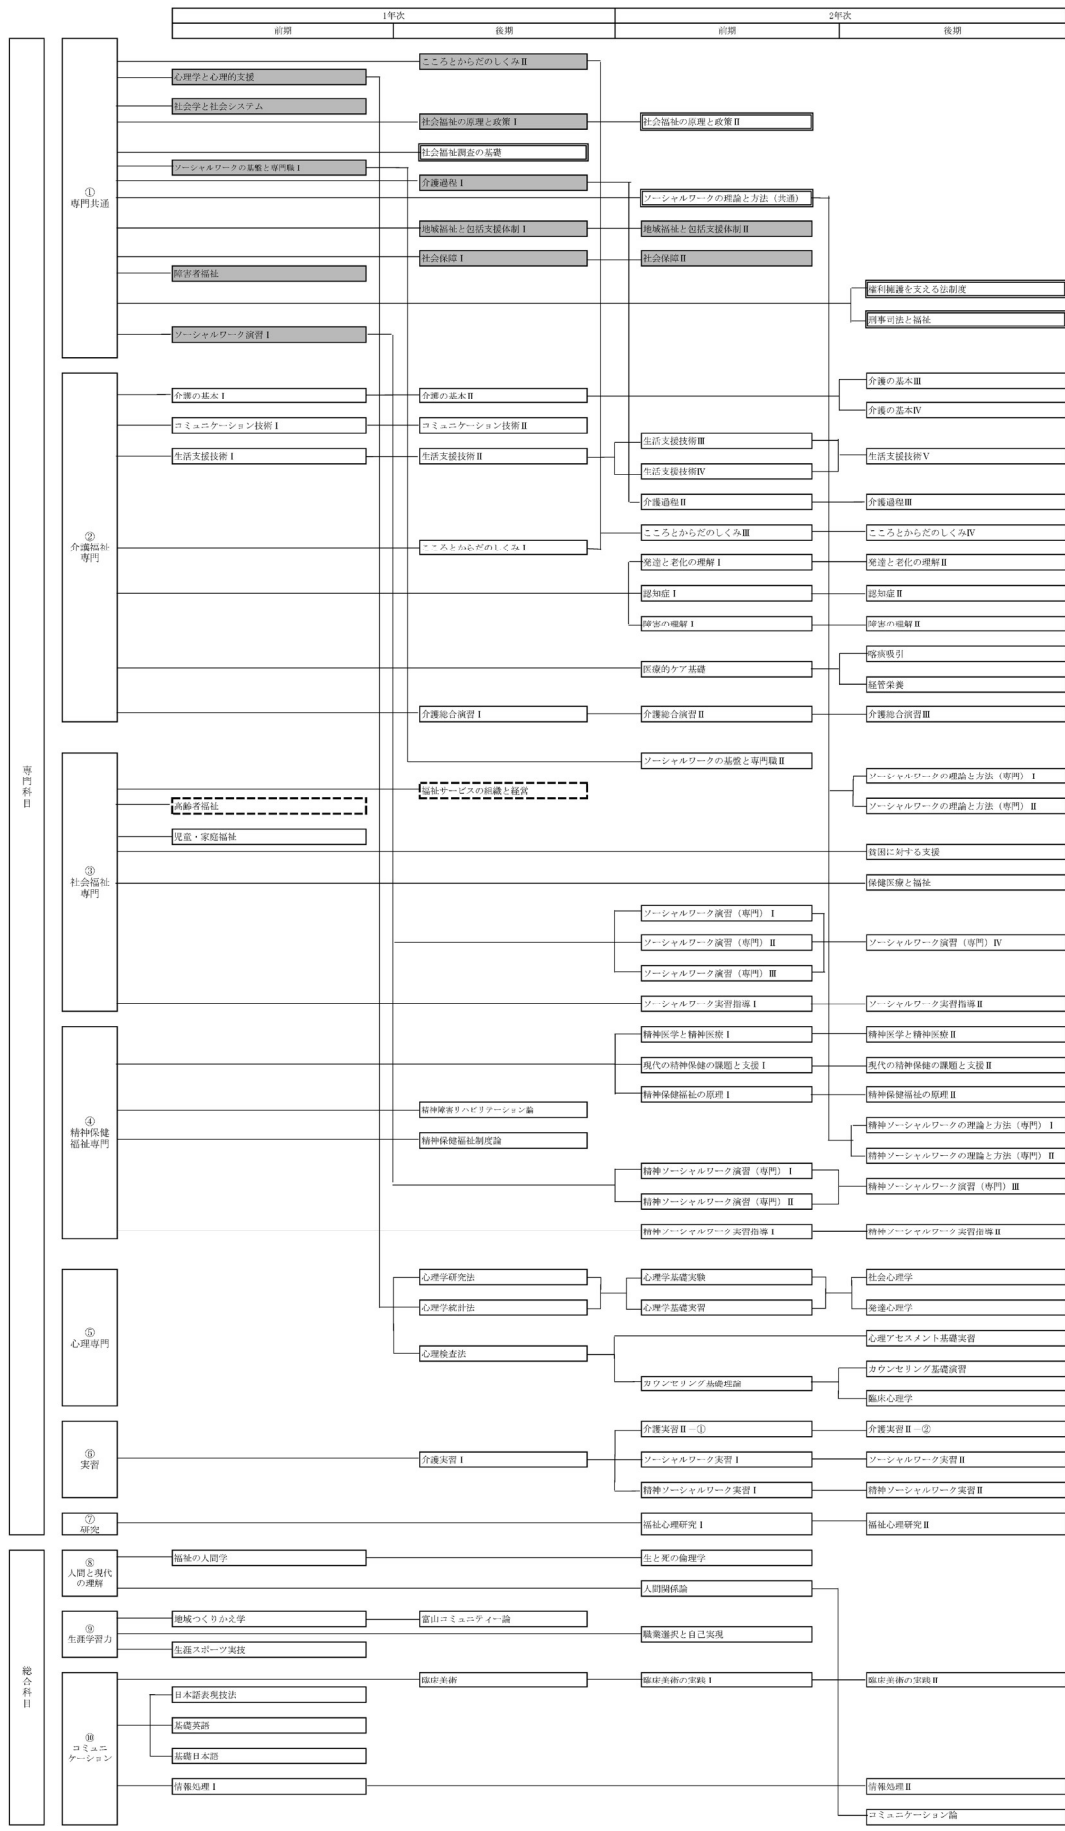 1年次
2年次
前期
後期
前期
後期
専門科目
①
専門共通
こころとからだのしくみⅡ
心理学と心理的支援
社会学と社会システム
社会福祉の原理と政策Ⅰ
社会福祉の原理と政策Ⅱ
社会福祉調査の基礎
ソーシャルワークの基盤と専門職Ⅰ
介護過程Ⅰ
ソーシャルワークの理論と方法（共通）
地域福祉と包括支援体制Ⅰ
地域福祉と包括支援体制Ⅱ
社会保障Ⅰ
社会保障Ⅱ
障害者福祉
権利擁護を支える法制度
刑事司法と福祉
ソーシャルワーク演習Ⅰ
②
介護福祉
専門
介護の基本Ⅰ
介護の基本Ⅱ
介護の基本Ⅲ
介護の基本Ⅳ
コミュニケーション技術Ⅰ
コミュニケーション技術Ⅱ
生活支援技術Ⅰ
生活支援技術Ⅱ
生活支援技術Ⅲ
生活支援技術Ⅳ
生活支援技術Ⅴ
介護過程Ⅱ
介護過程Ⅲ
こころとからだのしくみⅠ
こころとからだのしくみⅢ
こころとからだのしくみⅣ
発達と老化の理解Ⅰ
発達と老化の理解Ⅱ
認知症Ⅰ
認知症Ⅱ
障害の理解Ⅰ
障害の理解Ⅱ
医療的ケア基礎
喀痰吸引
経管栄養
介護総合演習Ⅰ
介護総合演習Ⅱ
介護総合演習Ⅲ
③
社会福祉
専門
ソーシャルワークの基盤と専門職Ⅱ
福祉サービスの組織と経営
高齢者福祉
ソーシャルワークの理論と方法（専門）Ⅰ
ソーシャルワークの理論と方法（専門）Ⅱ
児童・家庭福祉
貧困に対する支援
保健医療と福祉
ソーシャルワーク演習（専門）Ⅰ
ソーシャルワーク演習（専門）Ⅱ
ソーシャルワーク演習（専門）Ⅲ
ソーシャルワーク演習（専門）Ⅳ
ソーシャルワーク実習指導Ⅰ
ソーシャルワーク実習指導Ⅱ
④
精神保健
福祉専門
精神医学と精神医療Ⅰ
精神医学と精神医療Ⅱ
現代の精神保健の課題と支援Ⅰ
現代の精神保健の課題と支援Ⅱ
精神保健福祉の原理Ⅰ
精神保健福祉の原理Ⅱ
精神障害リハビリテーション論
精神保健福祉制度論
精神ソーシャルワークの理論と方法（専門）Ⅰ
精神ソーシャルワークの理論と方法（専門）Ⅱ
精神ソーシャルワーク演習（専門）Ⅰ
精神ソーシャルワーク演習（専門）Ⅱ
精神ソーシャルワーク演習（専門）Ⅲ
精神ソーシャルワーク実習指導Ⅰ
精神ソーシャルワーク実習指導Ⅱ
⑤
心理専門
心理学研究法
心理学統計法
心理学基礎実験
心理学基礎実習
社会心理学
発達心理学
心理検査法
心理アセスメント基礎実習
カウンセリング基礎理論
カウンセリング基礎演習
臨床心理学
⑥
実習
介護実習Ⅰ
介護実習Ⅱ－①
介護実習Ⅱ－②
ソーシャルワーク実習Ⅰ
ソーシャルワーク実習Ⅱ
精神ソーシャルワーク実習Ⅰ
精神ソーシャルワーク実習Ⅱ
⑦
研究
福祉心理研究Ⅰ
福祉心理研究Ⅱ
総合科目
⑧
人間と現代
の理解
福祉の人間学
生と死の倫理学
人間関係論
⑨
生涯学習力
地域つくりかえ学
富山コミュニティー論
職業選択と自己実現
生涯スポーツ実技
⑩
コミュニ
ケーション
臨床美術
臨床美術の実践Ⅰ
臨床美術の実践Ⅱ
日本語表現技法
基礎英語
基礎日本語
情報処理Ⅰ
情報処理Ⅱ
コミュニケーション論